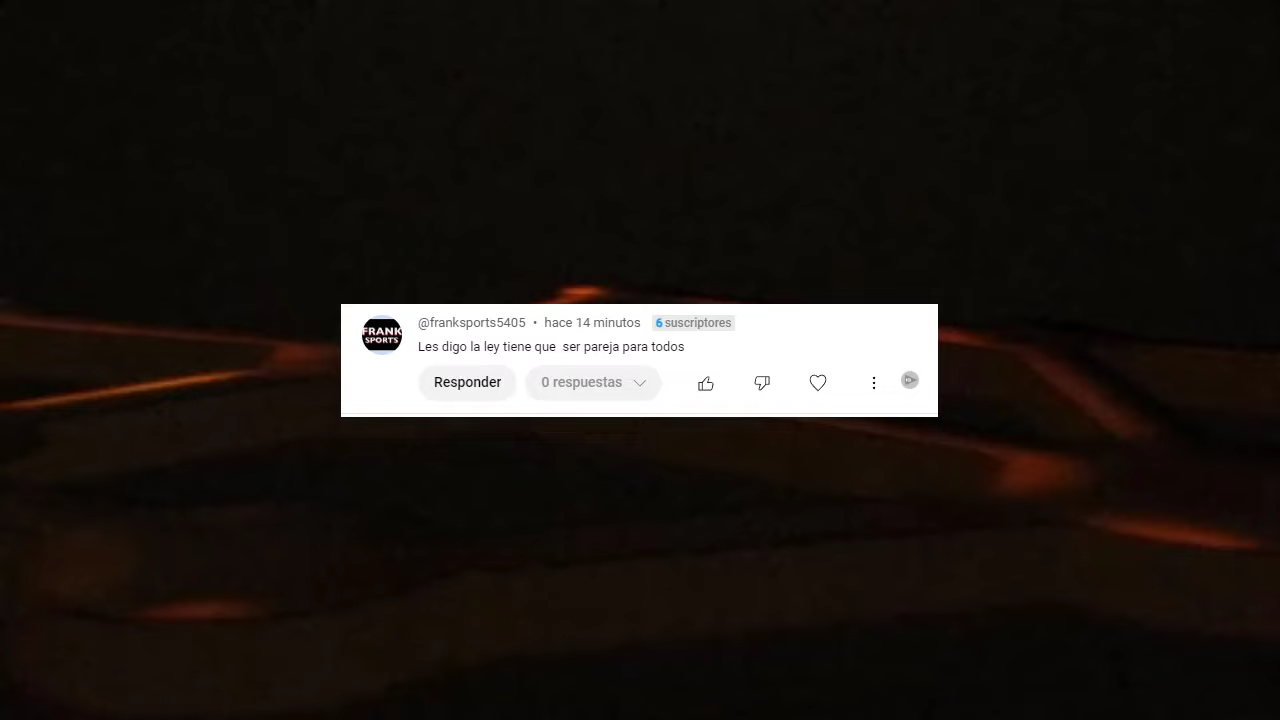 FRANK
SPORTS
@franksports5405 • hace 14 minutos 6 suscriptores
Les digo la ley tiene que  ser pareja para todos
Responder 0 respuestas